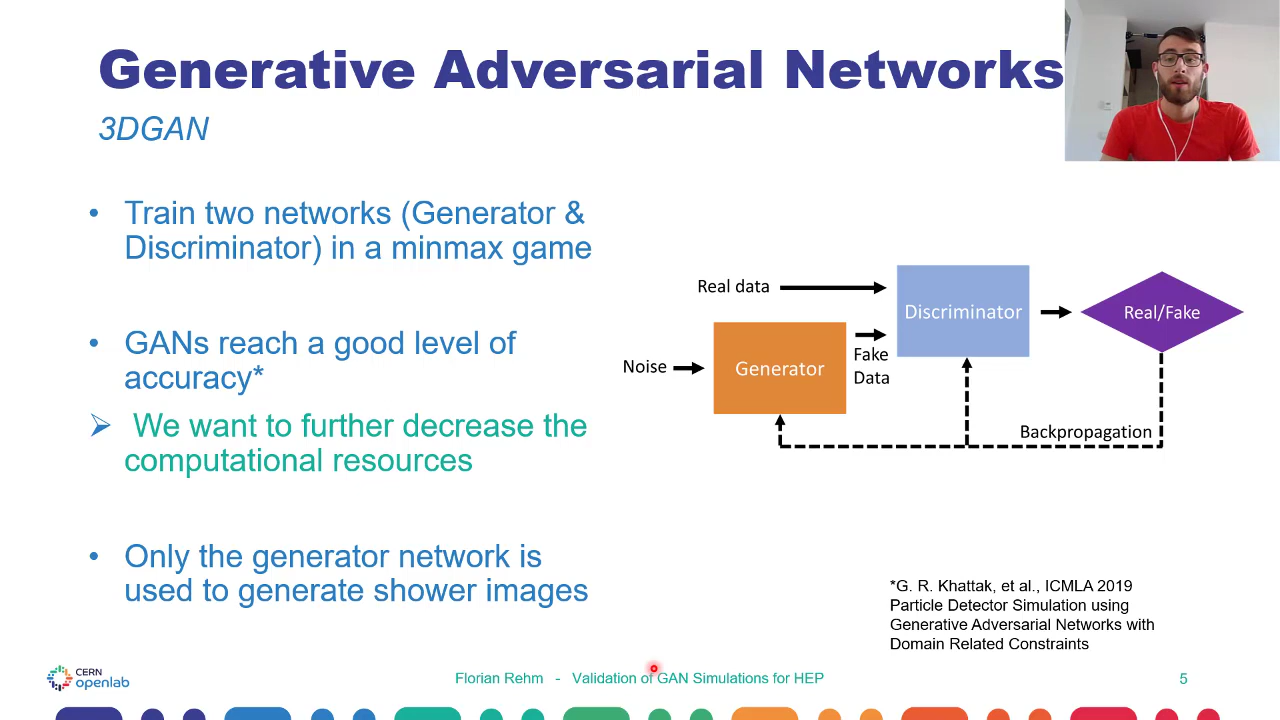 Generative Adversarial Networks
3DGAN
• Train two networks (Generator &
Discriminator) in a minmax game
• GANs reach a good level of
accuracy*
➢ We want to further decrease the
computational resources
• Only the generator network is
used to generate shower images
Real data
Discriminator
Real/Fake
Noise
Generator
Fake
Data
Backpropagation
*G. R. Khattak, et al., ICMLA 2019
Particle Detector Simulation using
Generative Adversarial Networks with
Domain Related Constraints
CERN
openlab
Florian Rehm - Validation of GAN Simulations for HEP
5